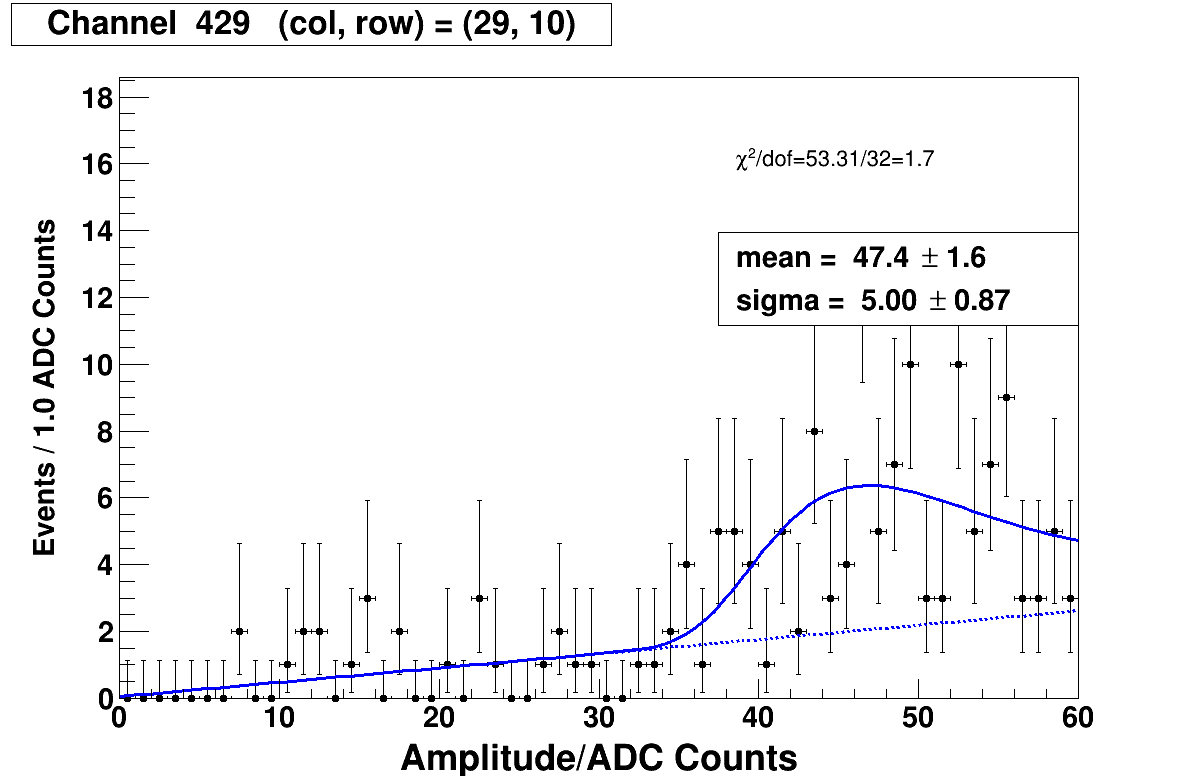 Channel 429 (col, row) = (29, 10)
18
16
14
12
10
8
6
4
2
0
χ²/dof=53.31/32=1.7
mean = 47.4 ± 1.6
sigma = 5.00 ± 0.87
Events / 1.0 ADC Counts
0 10 20 30 40 50 60
Amplitude/ADC Counts